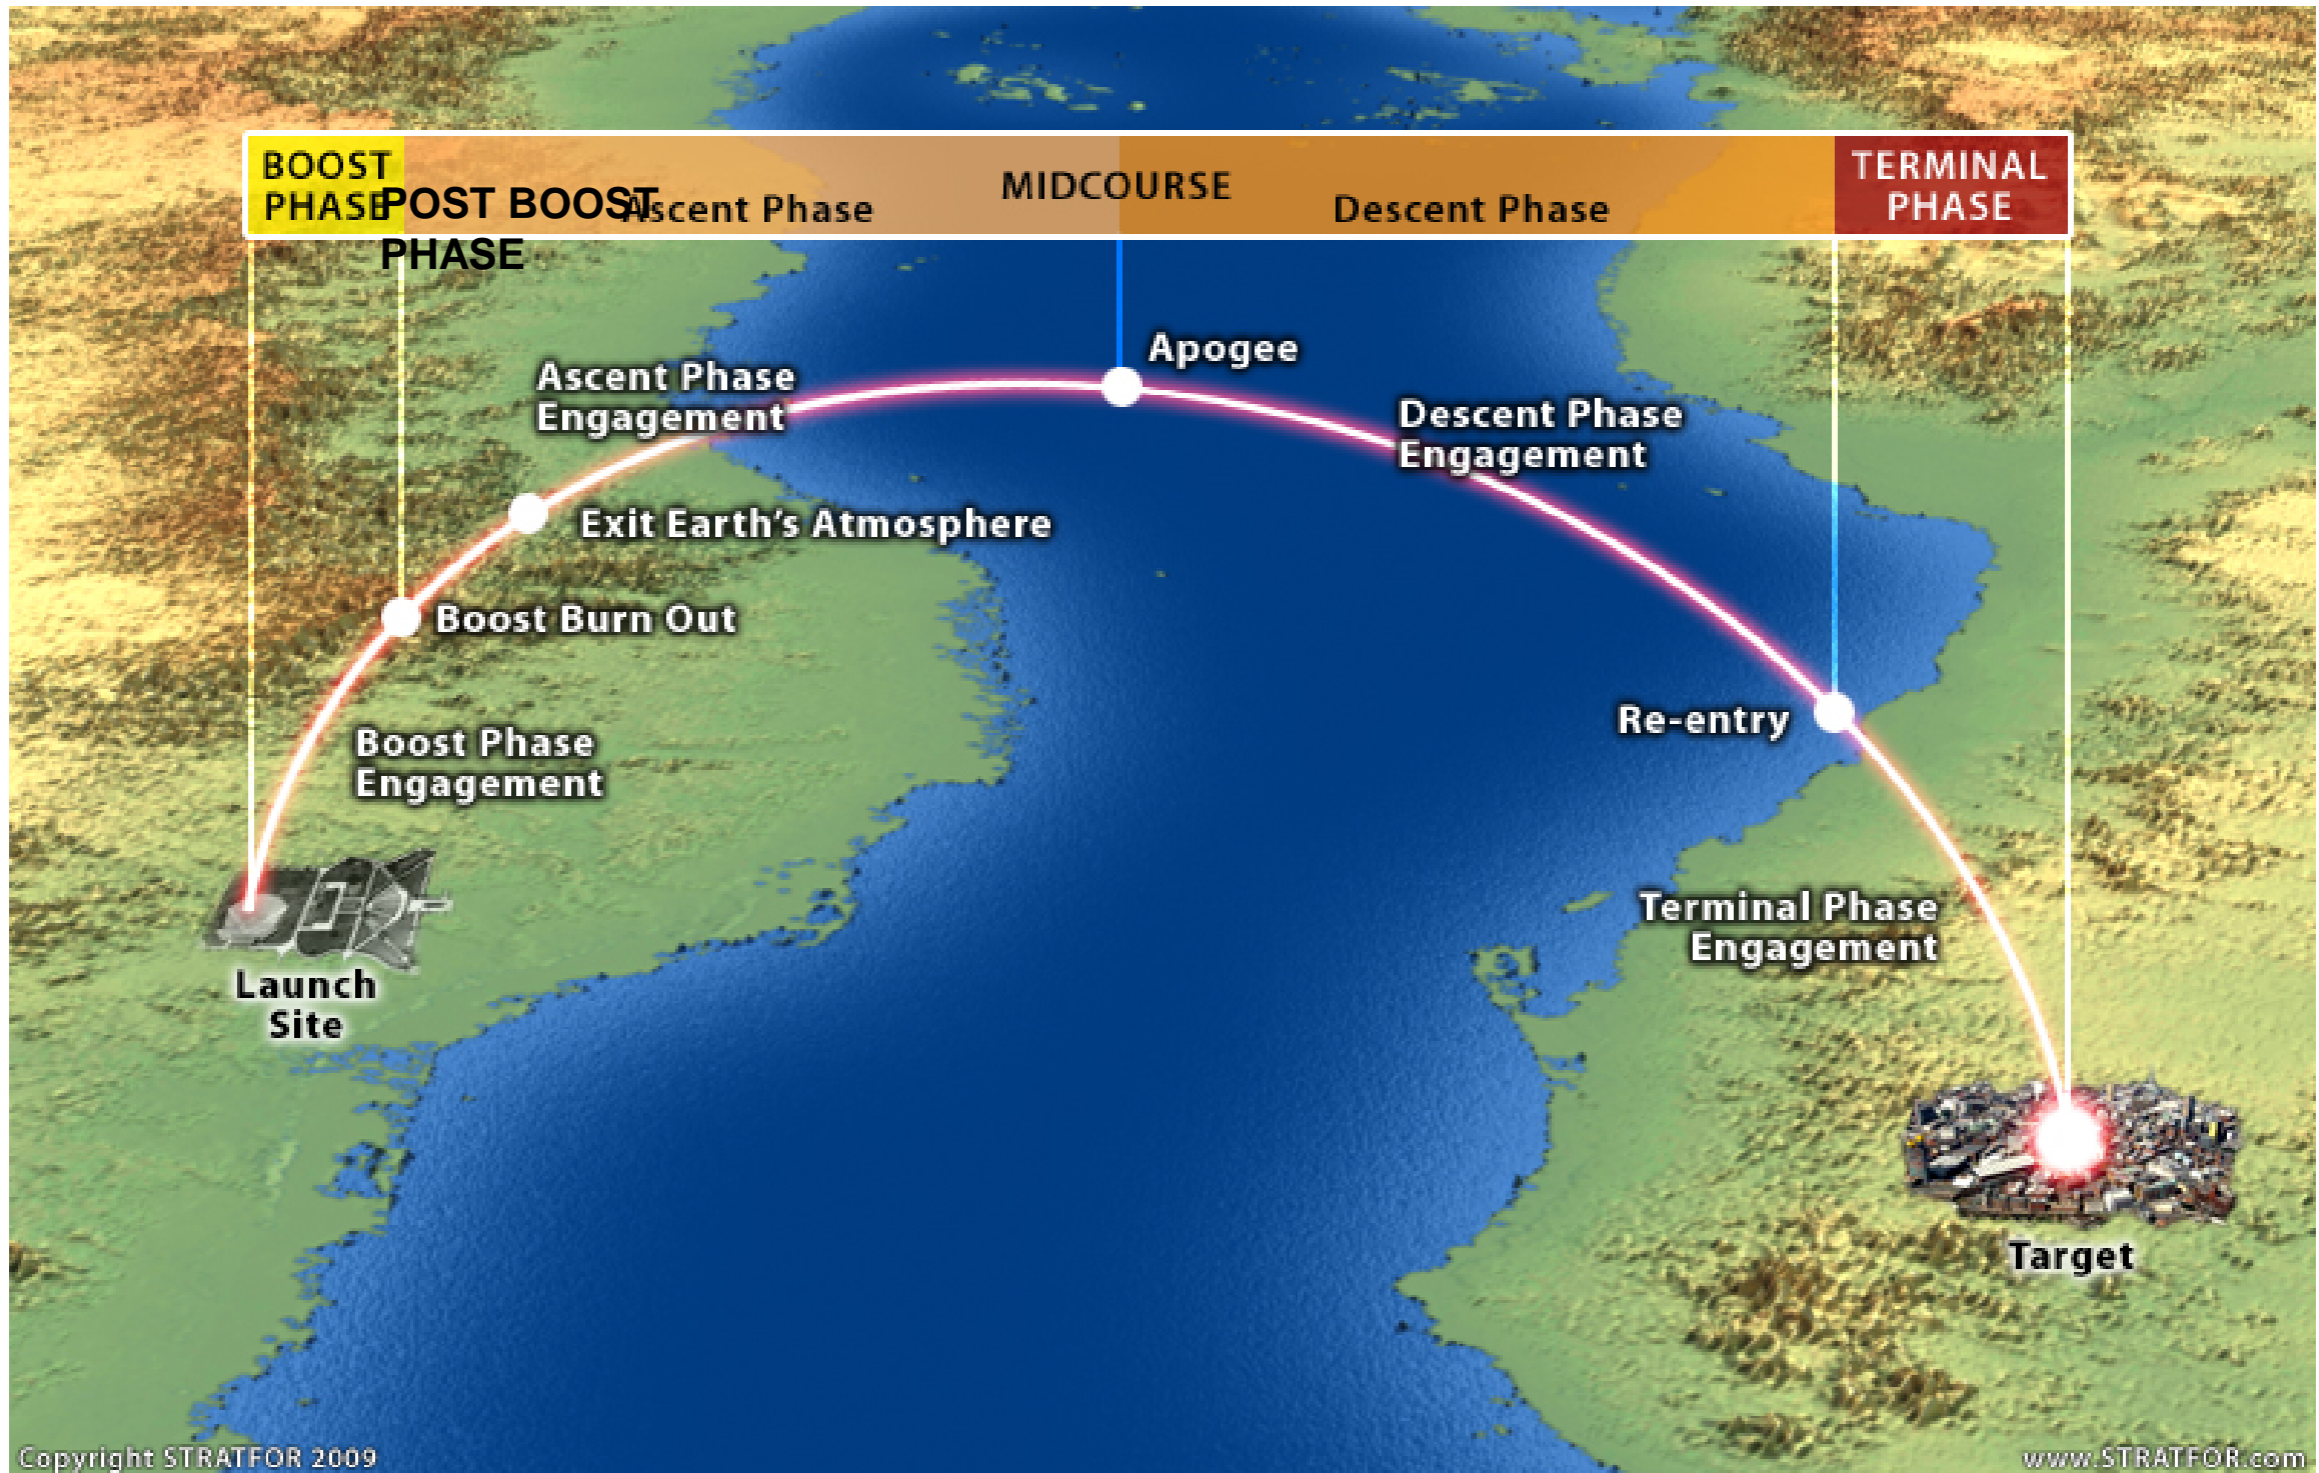 BOOST
PHASE
POST BOOST
PHASE
Ascent Phase
MIDCOURSE
Descent Phase
TERMINAL
PHASE
Apogee
Ascent Phase
Engagement
Descent Phase
Engagement
Exit Earth's Atmosphere
Boost Burn Out
Re-entry
Boost Phase
Engagement
Terminal Phase
Engagement
Launch
Site
Target
Copyright STRATFOR 2009
www.STRATFOR.com